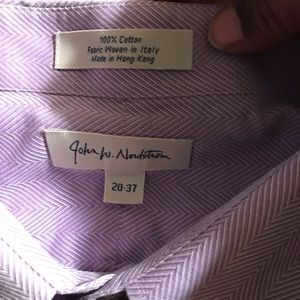 100% Cotton
Fabric Woven in Italy
Made in Hong Kong
John W. Nordstrom
20-37